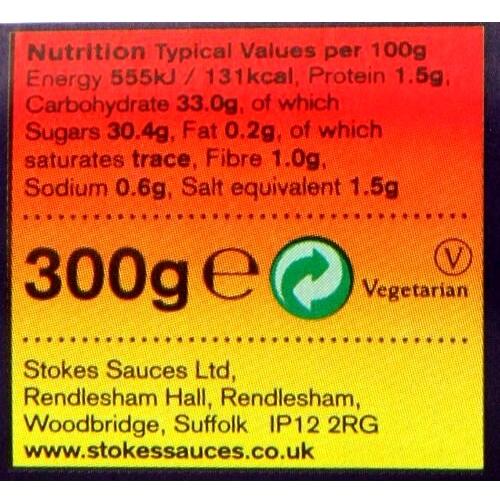 Nutrition Typical Values per 100g
Energy 555kJ / 131kcal, Protein 1.5g,
Carbohydrate 33.0g, of which
Sugars 30.4g, Fat 0.2g, of which
saturates trace, Fibre 1.0g,
Sodium 0.6g, Salt equivalent 1.5g
300g ℮
V
Vegetarian
Stokes Sauces Ltd,
Rendlesham Hall, Rendlesham,
Woodbridge, Suffolk IP12 2RG
www.stokessauces.co.uk